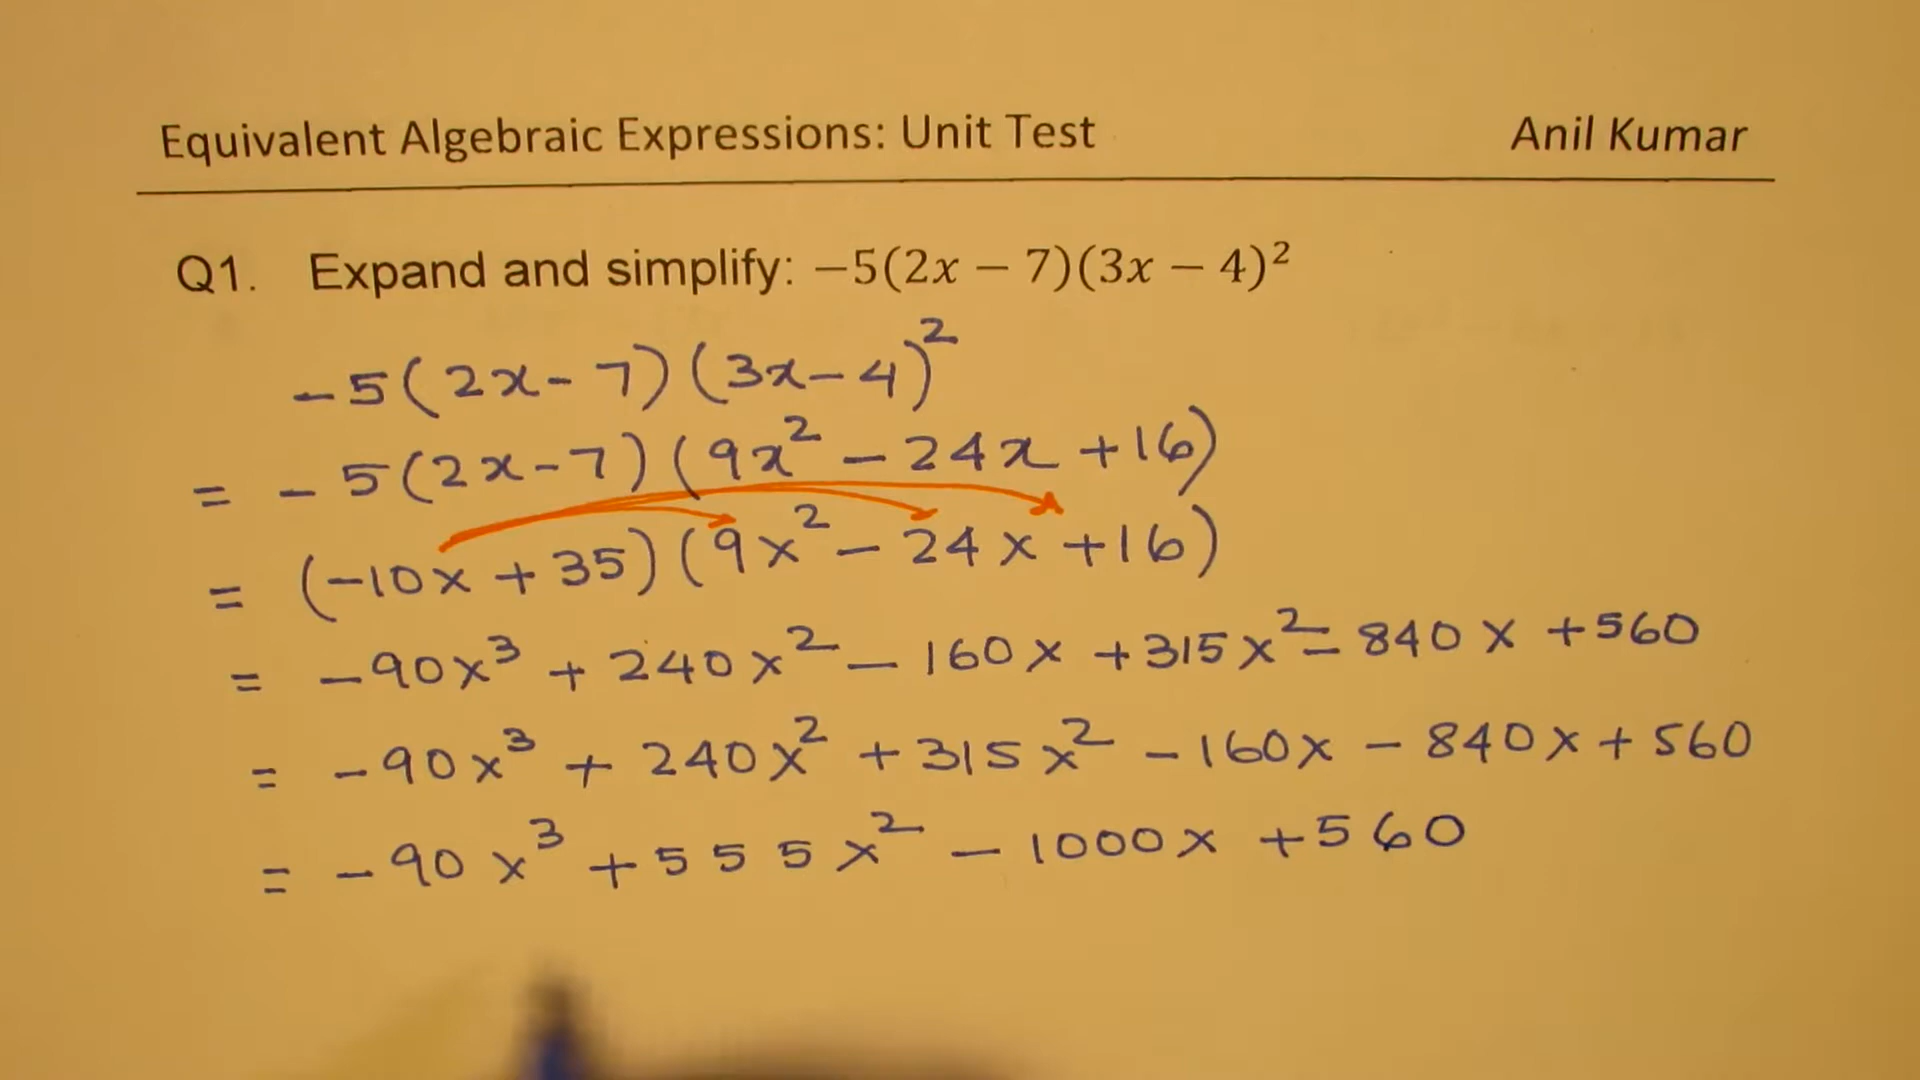 Equivalent Algebraic Expressions: Unit Test Anil Kumar
Q1. Expand and simplify: −5(2x − 7)(3x − 4)²
-5(2x-7)(3x-4)²
= -5(2x-7)(9x² - 24x +16)
= (-10x + 35)(9x² - 24x +16)
= -90x³ + 240x² - 160x +315x² - 840x +560
= -90x³ + 240x² +315x² -160x - 840x + 560
= -90x³ +555x² - 1000x +560